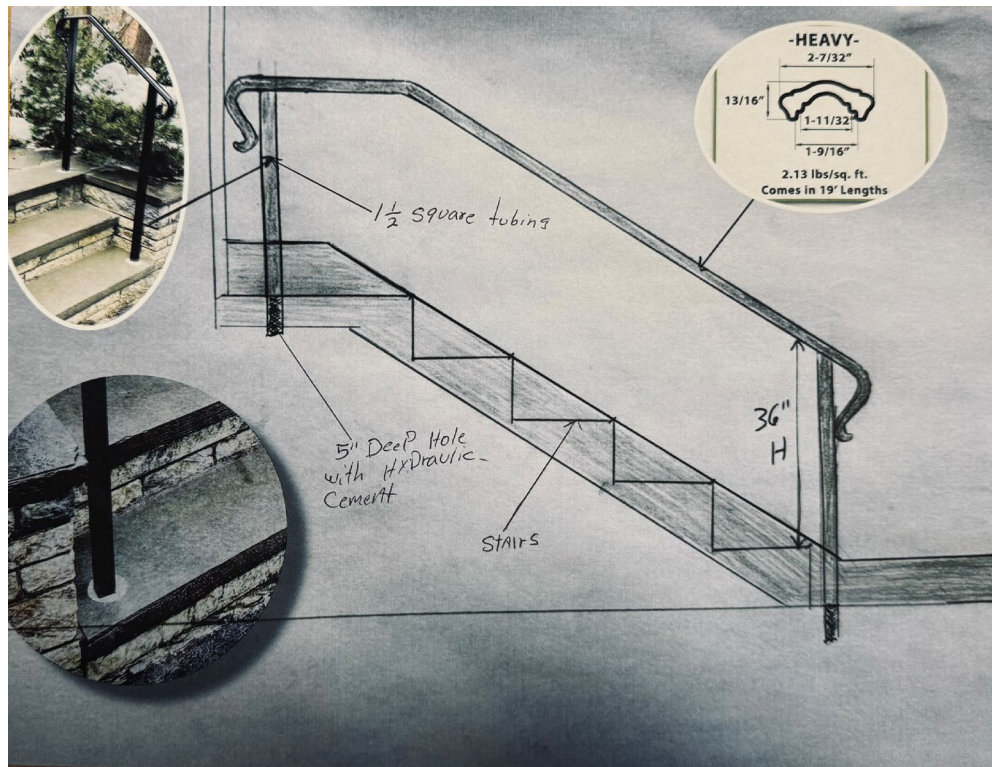 -HEAVY-
2-7/32"
13/16"
1-11/32
1-9/16"
2.13 lbs/sq. ft.
Comes in 19' Lengths
1 1/2 Square tubing
36"
H
5" Deep Hole
with HyDraulic-
Cement
Stairs